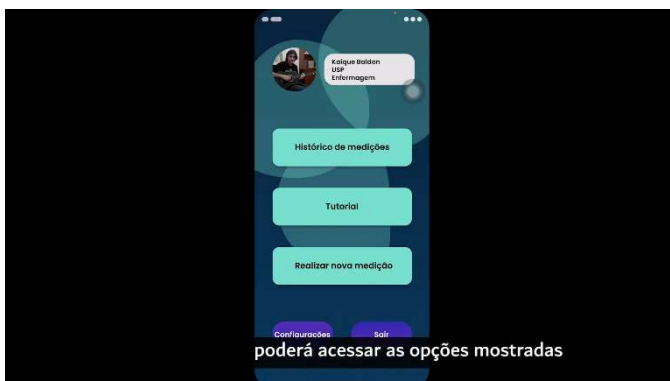 Kaique Baldon
USP
Enfermagem
Histórico de medições
Tutorial
Realizar nova medição
Configurações
Sair
poderá acessar as opções mostradas